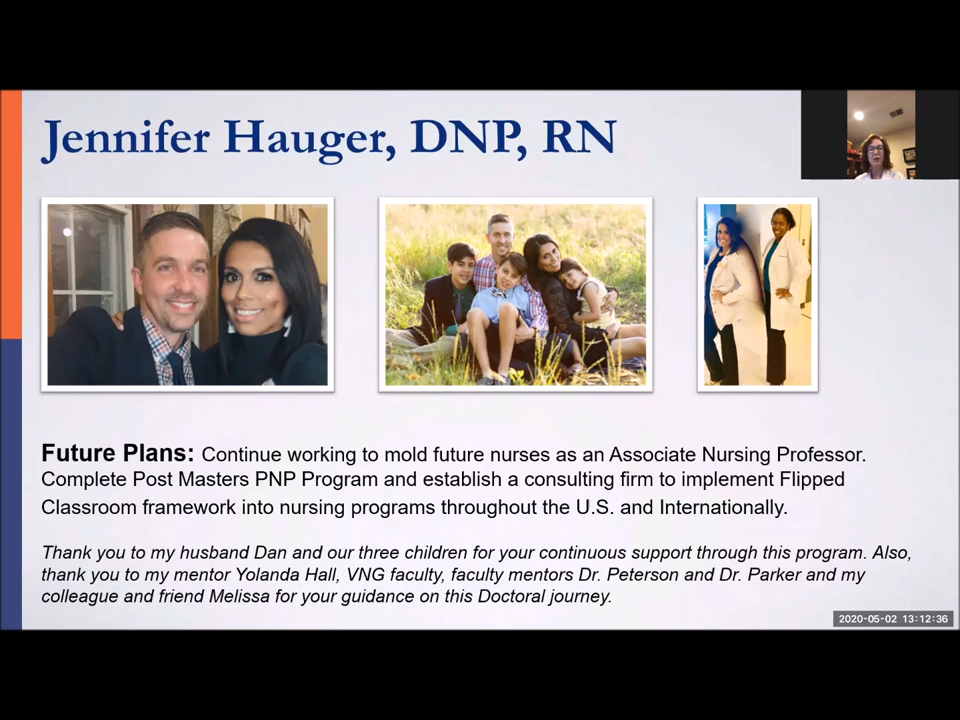 Jennifer Hauger, DNP, RN
Future Plans: Continue working to mold future nurses as an Associate Nursing Professor.
Complete Post Masters PNP Program and establish a consulting firm to implement Flipped
Classroom framework into nursing programs throughout the U.S. and Internationally.
Thank you to my husband Dan and our three children for your continuous support through this program. Also,
thank you to my mentor Yolanda Hall, VNG faculty, faculty mentors Dr. Peterson and Dr. Parker and my
colleague and friend Melissa for your guidance on this Doctoral journey.
2020-05-02 13:12:36